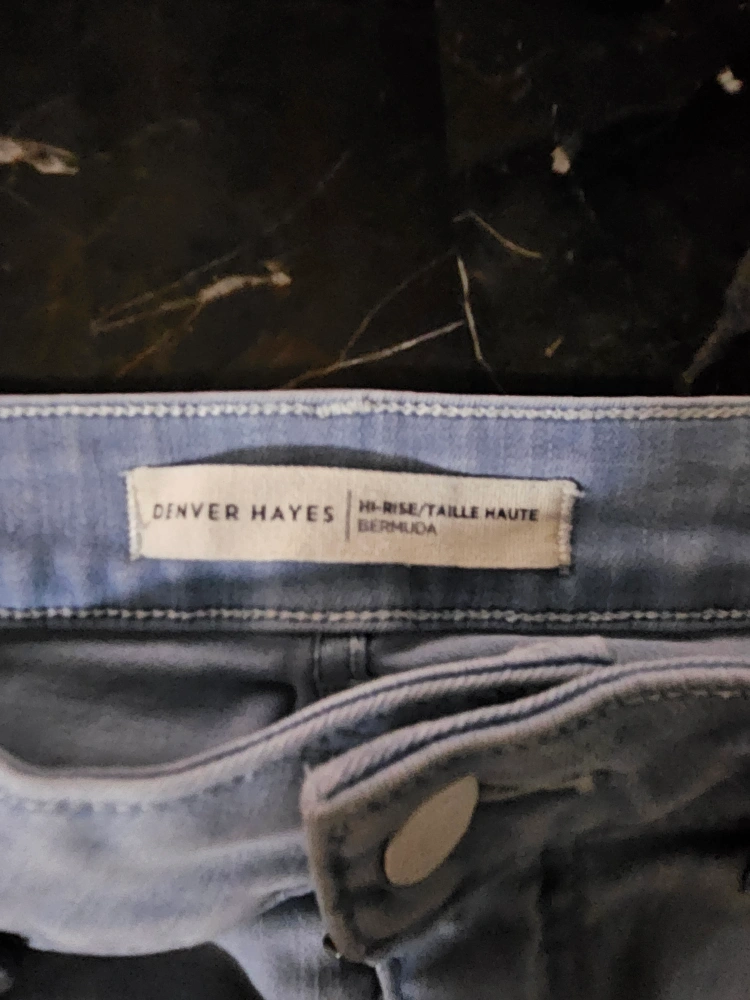 DENVER HAYES
HI-RISE/TAILLE HAUTE
BERMUDA